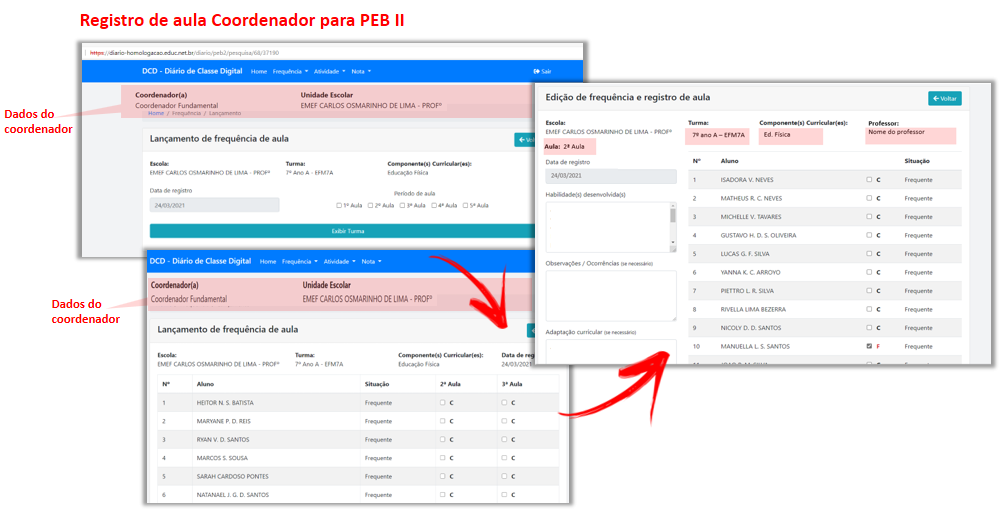 Registro de aula Coordenador para PEB II
https://diario-homologacao.educ.net.br/diario/peb2/pesquisa/68/37190
DCD - Diário de Classe Digital Home Frequência Atividade Nota Sair
Coordenador(a) Unidade Escolar
Coordenador Fundamental EMEF CARLOS OSMARINHO DE LIMA - PROFº
Home / Frequência / Lançamento
Dados do
coordenador
Lançamento de frequência de aula
Escola: Turma: Componente(s) Curricular(es):
EMEF CARLOS OSMARINHO DE LIMA - PROFº 7º Ano A - EFM7A Educação Física
Data de registro Período de aula
24/03/2021 1ª Aula 2ª Aula 3ª Aula 4ª Aula 5ª Aula
Exibir Turma
DCD - Diário de Classe Digital Home Frequência Atividade Nota
Coordenador(a) Unidade Escolar
Coordenador Fundamental EMEF CARLOS OSMARINHO DE LIMA - PROFº
Dados do
coordenador
Lançamento de frequência de aula
Escola: Turma: Componente(s) Curricular(es): Data de reg
EMEF CARLOS OSMARINHO DE LIMA - PROFº 7º Ano A - EFM7A Educação Física 24/03/2021
Nº Aluno Situação 2ª Aula 3ª Aula
1 HEITOR N. S. BATISTA Frequente C C
2 MARYANE P. D. REIS Frequente C C
3 RYAN V. D. SANTOS Frequente C C
4 MARCOS S. SOUSA Frequente C C
5 SARAH CARDOSO PONTES Frequente C C
6 NATANAEL J. G. D. SANTOS Frequente C C
Edição de frequência e registro de aula Voltar
Escola: Turma: Componente(s) Curricular(es): Professor:
EMEF CARLOS OSMARINHO DE LIMA - PROFº 7º ano A – EFM7A Ed. Física Nome do professor
Aula: 2ª Aula
Data de registro
24/03/2021
Habilidade(s) desenvolvida(s)
Observações / Ocorrências (se necessário)
Adaptação curricular (se necessário)
Nº Aluno Situação
1 ISADORA V. NEVES C Frequente
2 MATHEUS R. C. NEVES C Frequente
3 MICHELLE V. TAVARES C Frequente
4 GUSTAVO H. D. S. OLIVEIRA C Frequente
5 LUCAS G. F. SILVA C Frequente
6 YANNA K. C. ARROYO C Frequente
7 PIETTRO L. R. SILVA C Frequente
8 RIVELLA LIMA BEZERRA C Frequente
9 NICOLY D. D. SANTOS C Frequente
10 MANUELLA L. S. SANTOS F Frequente